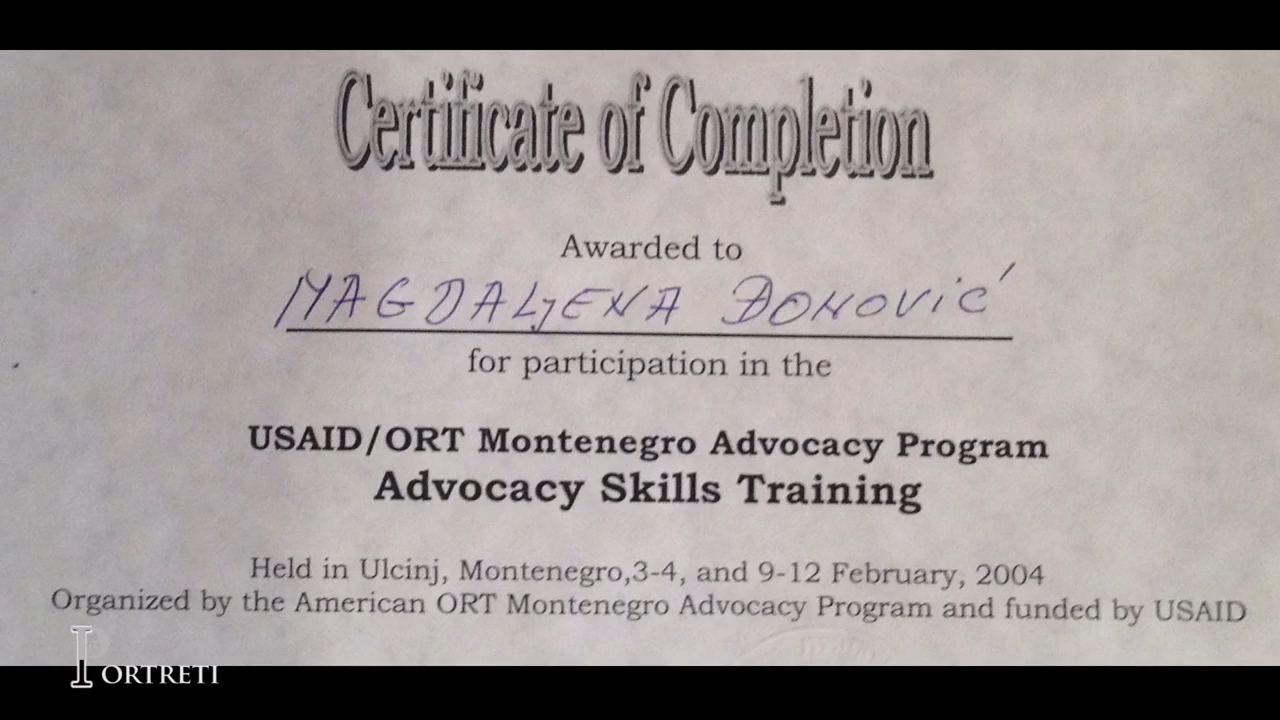 Certificate of Completion
Awarded to
MAGDALJENA ĐONOVIĆ
for participation in the
USAID/ORT Montenegro Advocacy Program
Advocacy Skills Training
Held in Ulcinj, Montenegro,3-4, and 9-12 February, 2004
Organized by the American ORT Montenegro Advocacy Program and funded by USAID
PORTRETI